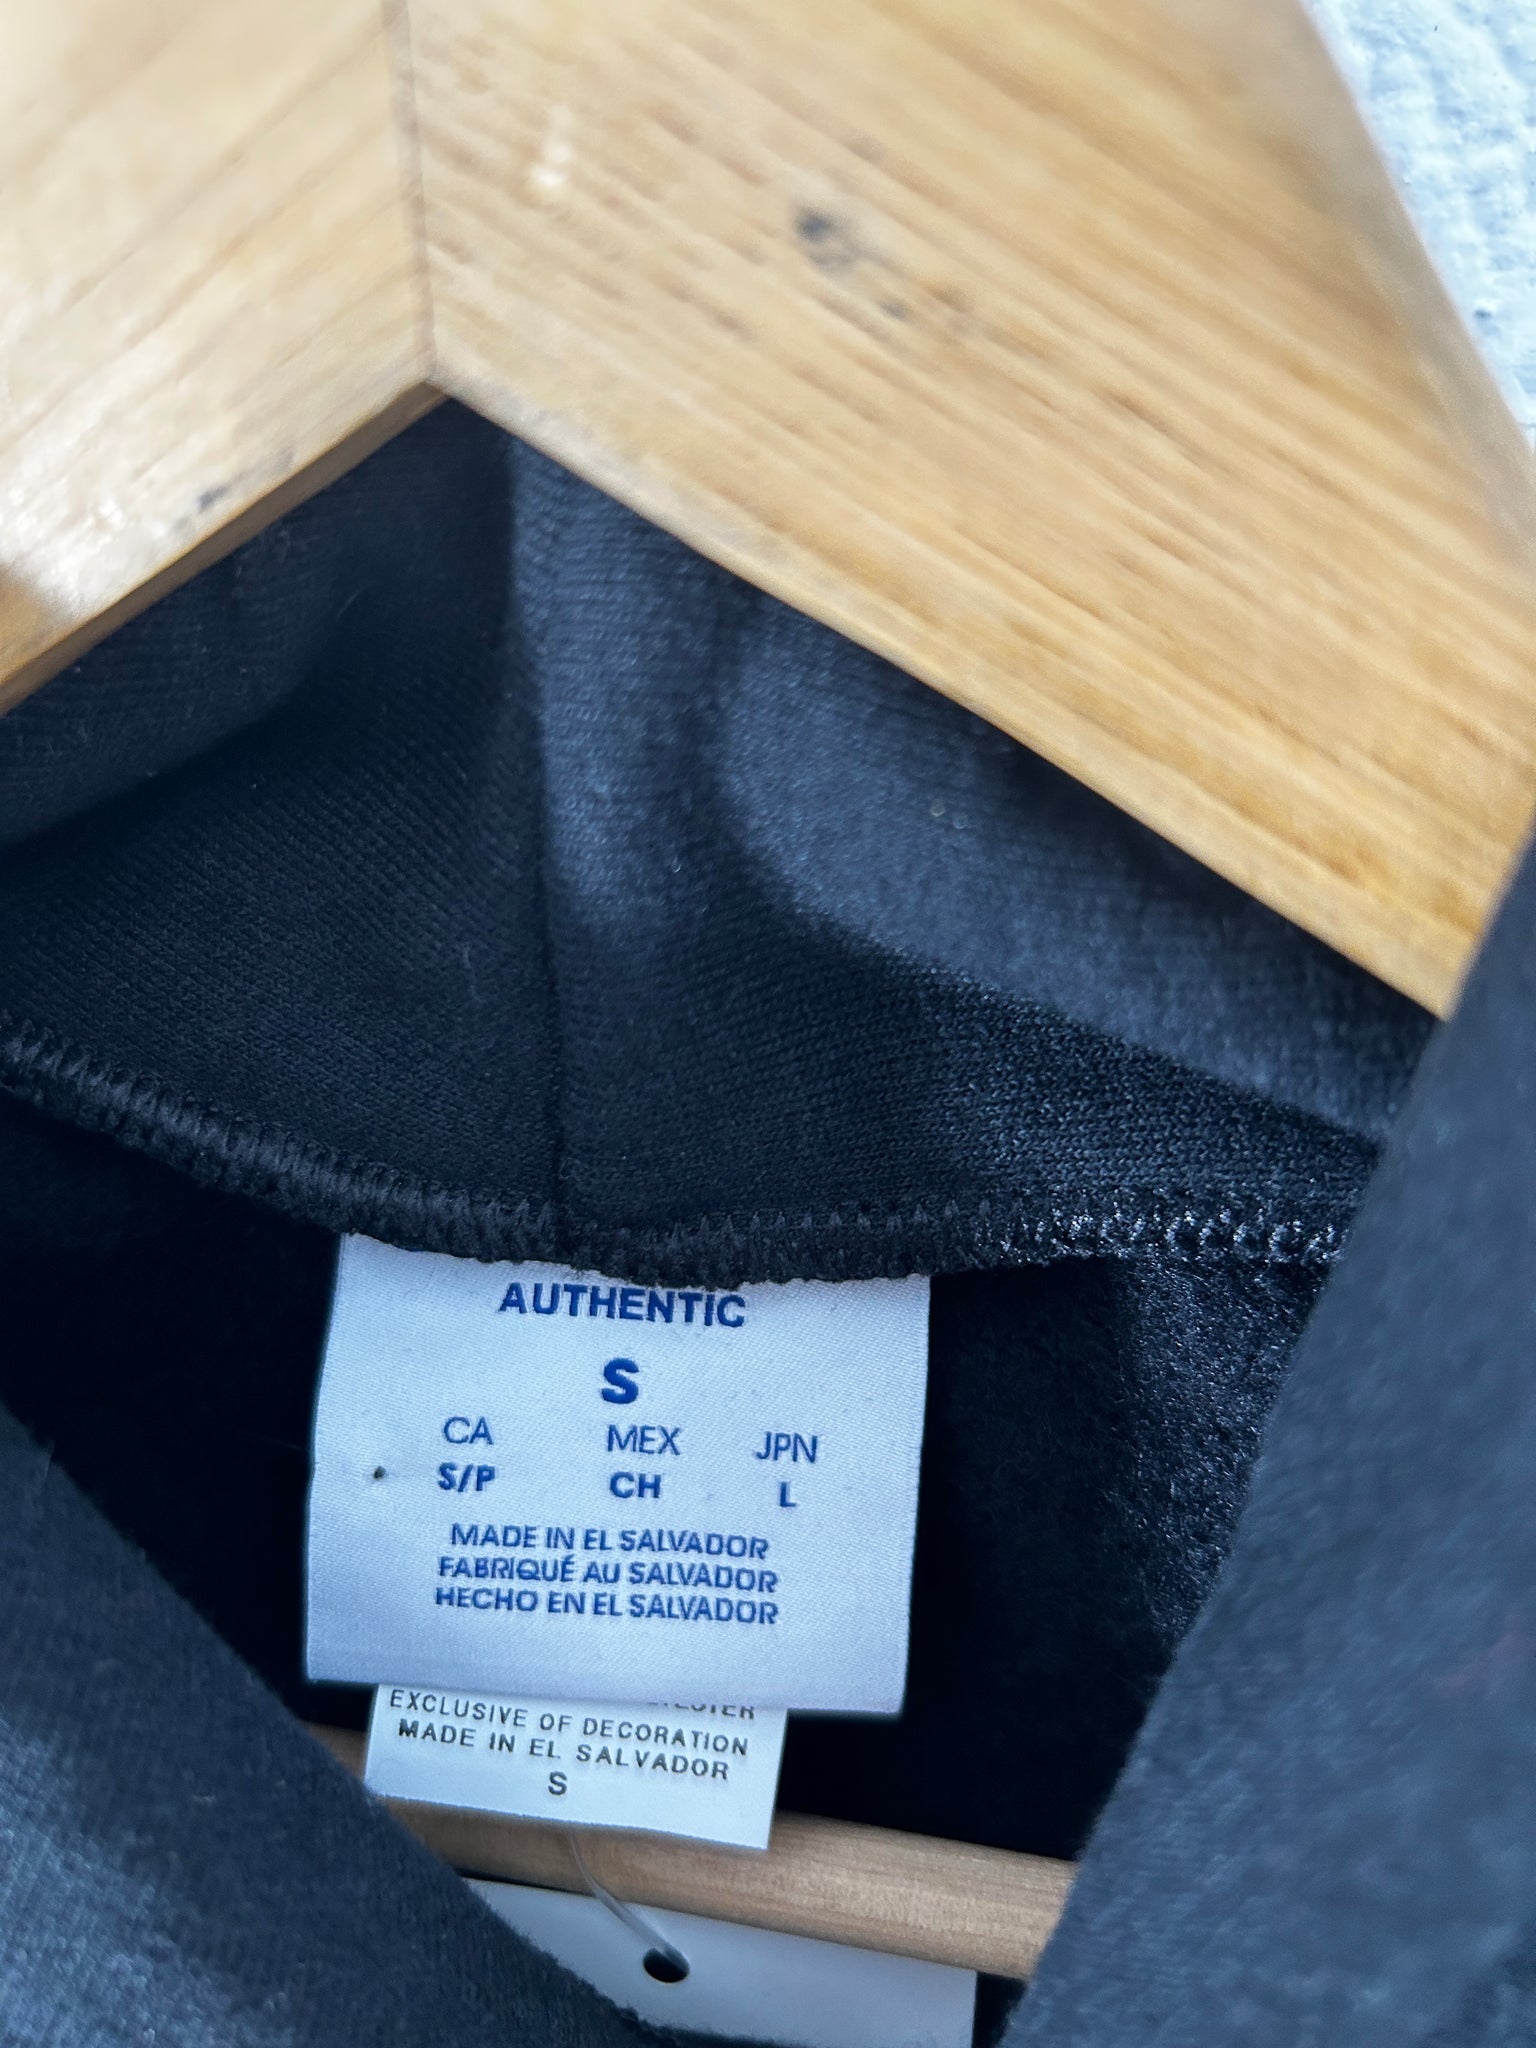 AUTHENTIC
S
CA MEX JPN
S/P CH L
MADE IN EL SALVADOR
FABRIQUÉ AU SALVADOR
HECHO EN EL SALVADOR
EXCLUSIVE OF DECORATION
MADE IN EL SALVADOR
S